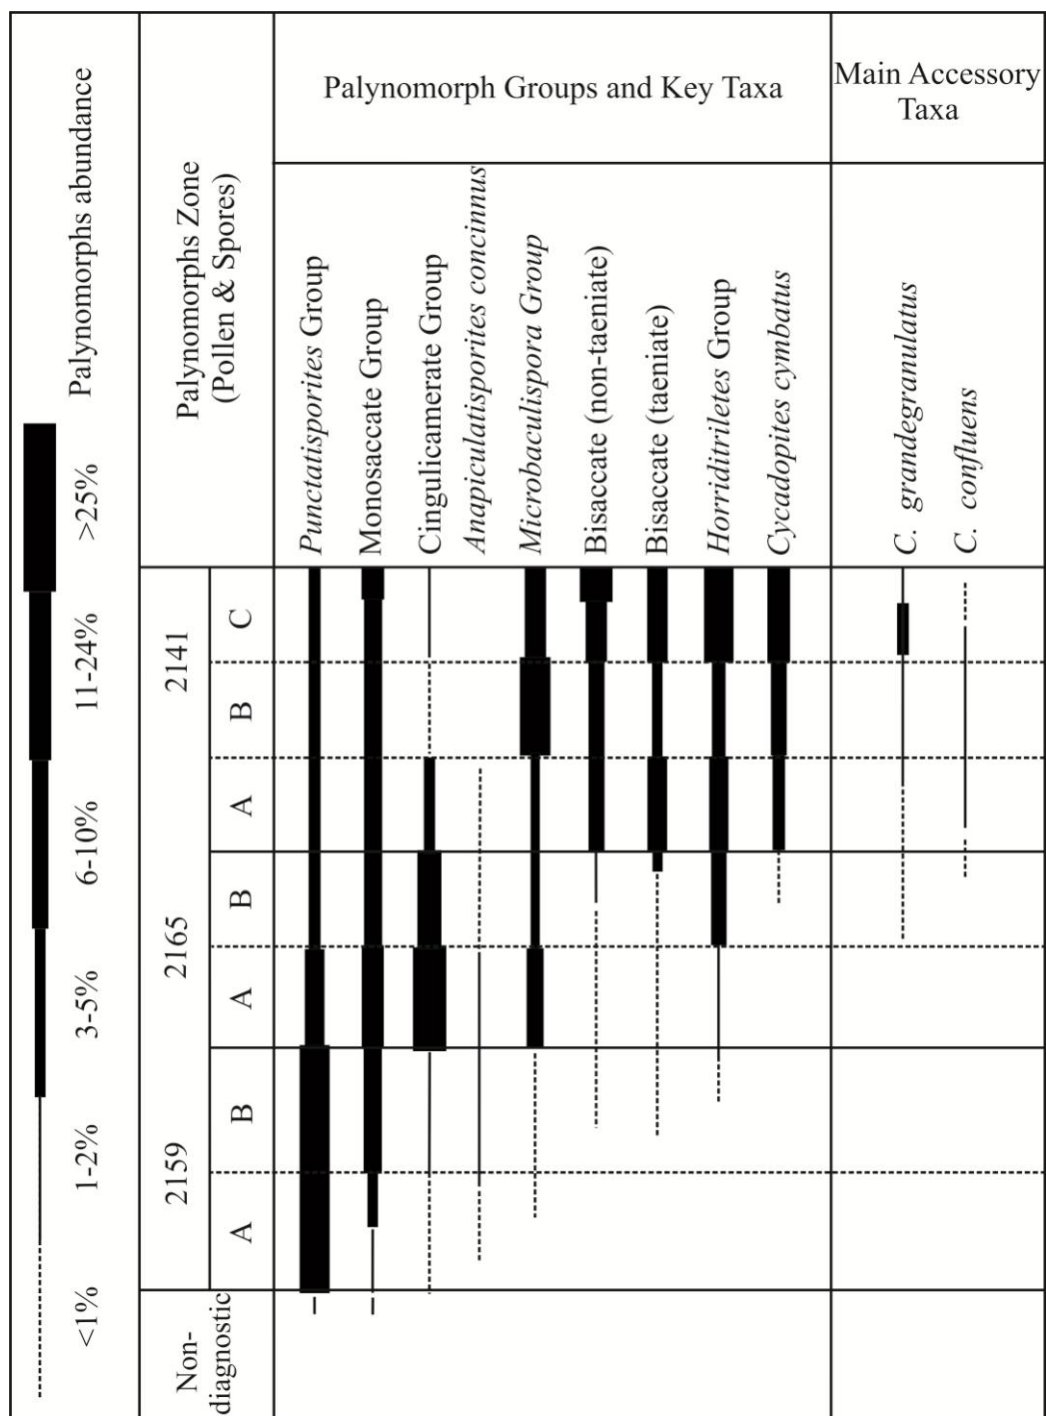 Palynomorph Groups and Key Taxa
Main Accessory
Taxa
Palynomorphs abundance
Palynomorphs Zone
(Pollen & Spores)
Punctatisporites Group
Monosaccate Group
Cingulicamerate Group
Anapiculatisporites concinnus
Microbaculispora Group
Bisaccate (non-taeniate)
Bisaccate (taeniate)
Horriditriletes Group
Cycadopites cymbatus
C. grandegranulatus
C. confluens
>25%
11-24%
6-10%
3-5%
1-2%
<1%
2141
C
B
A
2165
B
A
2159
B
A
Non-
diagnostic